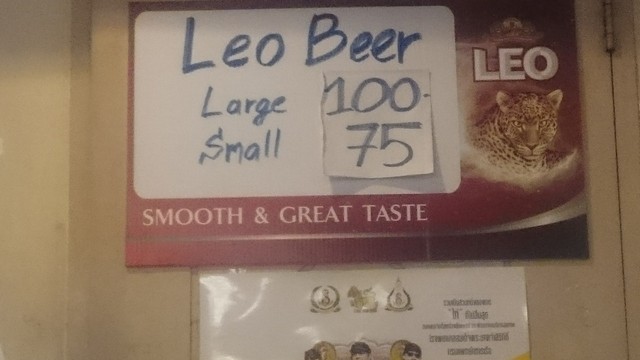 Leo Beer
LEO
Large 100.-
Small 75
SMOOTH & GREAT TASTE